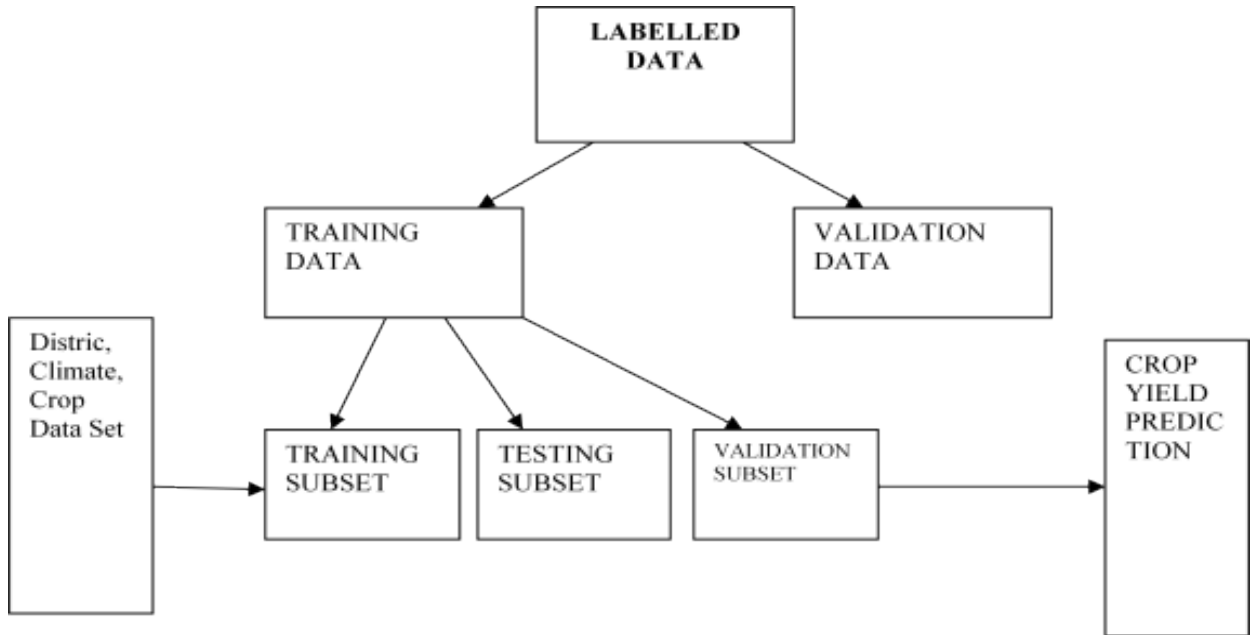 LABELLED
DATA
TRAINING
DATA
VALIDATION
DATA
Distric,
Climate,
Crop
Data Set
TRAINING
SUBSET
TESTING
SUBSET
VALIDATION
SUBSET
CROP
YIELD
PREDIC
TION